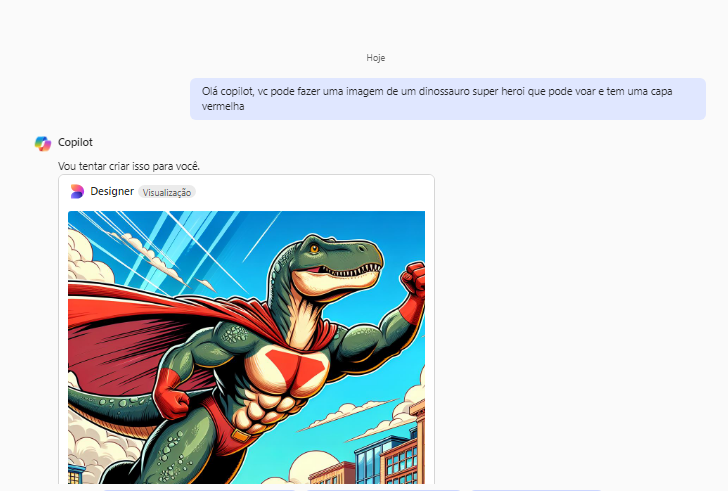 Hoje
Olá copilot, vc pode fazer uma imagem de um dinossauro super heroi que pode voar e tem uma capa
vermelha
Copilot
Vou tentar criar isso para você.
Designer Visualização